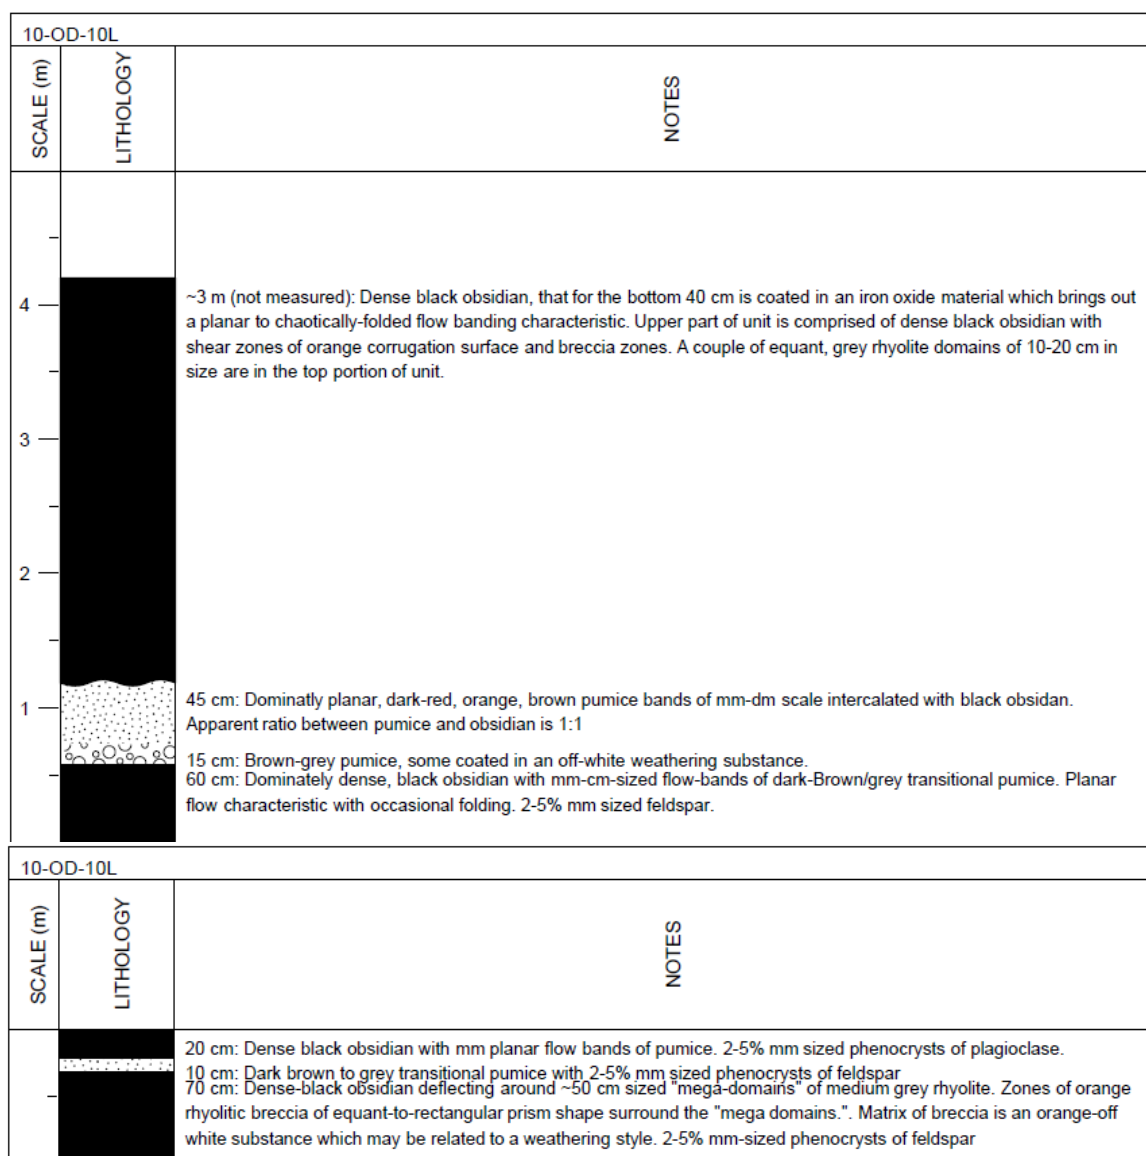 10-OD-10L
SCALE (m)
LITHOLOGY
NOTES
4
~3 m (not measured): Dense black obsidian, that for the bottom 40 cm is coated in an iron oxide material which brings out
a planar to chaotically-folded flow banding characteristic. Upper part of unit is comprised of dense black obsidian with
shear zones of orange corrugation surface and breccia zones. A couple of equant, grey rhyolite domains of 10-20 cm in
size are in the top portion of unit.
3
2
1
45 cm: Dominatly planar, dark-red, orange, brown pumice bands of mm-dm scale intercalated with black obsidan.
Apparent ratio between pumice and obsidian is 1:1
15 cm: Brown-grey pumice, some coated in an off-white weathering substance.
60 cm: Dominately dense, black obsidian with mm-cm-sized flow-bands of dark-Brown/grey transitional pumice. Planar
flow characteristic with occasional folding. 2-5% mm sized feldspar.
10-OD-10L
SCALE (m)
LITHOLOGY
NOTES
20 cm: Dense black obsidian with mm planar flow bands of pumice. 2-5% mm sized phenocrysts of plagioclase.
10 cm: Dark brown to grey transitional pumice with 2-5% mm sized phenocrysts of feldspar
70 cm: Dense-black obsidian deflecting around ~50 cm sized "mega-domains" of medium grey rhyolite. Zones of orange
rhyolitic breccia of equant-to-rectangular prism shape surround the "mega domains.". Matrix of breccia is an orange-off
white substance which may be related to a weathering style. 2-5% mm-sized phenocrysts of feldspar